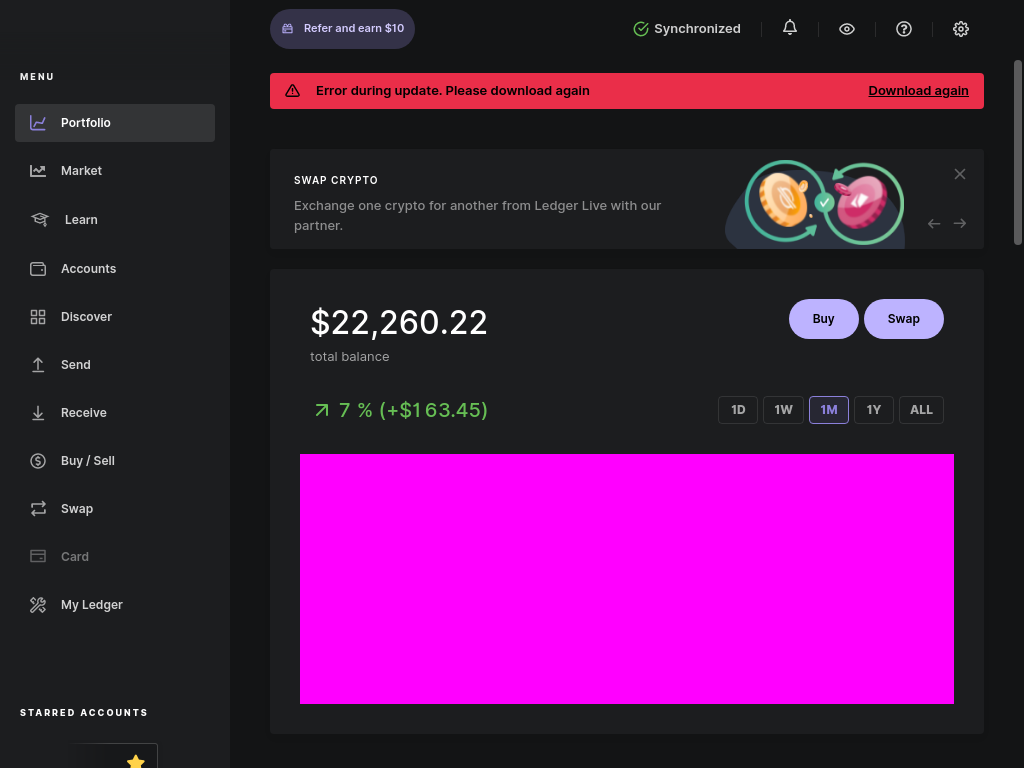 Refer and earn $10
Synchronized
MENU
Error during update. Please download again
Download again
Portfolio
Market
Learn
Accounts
Discover
Send
Receive
Buy / Sell
Swap
Card
My Ledger
STARRED ACCOUNTS
SWAP CRYPTO
Exchange one crypto for another from Ledger Live with our
partner.
$22,260.22
total balance
Buy
Swap
7 % (+$163.45)
1D
1W
1M
1Y
ALL